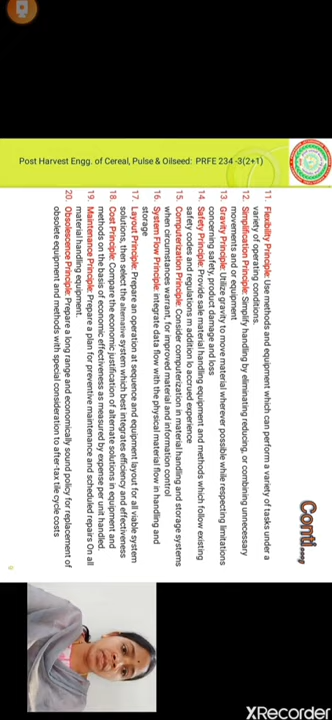 Post Harvest Engg. of Cereal, Pulse & Oilseed: PRFE 234 -3(2+1)
Conti....
11. Flexibility Principle: Use methods and equipment which can perform a variety of tasks under a
variety of operating conditions.
12. Simplification Principle: Simplify handling by eliminating reducing, or combining unnecessary
movements and or equipment
13. Gravity Principle: Utilize gravity to move material wherever possible while respecting limitations
concerning safety, product damage and loss
14. Safety Principle: Provide sale material handling equipment and methods which follow existing
safety codes and regulations m addition lo accrued experience
15. Computerization Principle: Consider computerization in material handling and storage systems
when circumstances warrant, for improved material and information control
16. System Flow Principle: Integrate data flow with the physical material flow in handling and
storage
17. Layout Principle: Prepare an operation at sequence and equipment layout for all viable system
solutions, then select the alternative system which best integrates efficiency and effectiveness
18. Cost Principle: Compare the economic justification of alternate solutions in equipment and
methods on the basis of economic effectiveness are measured by expense per unit handled.
19. Maintenance Principle: Prepare a plan for preventive maintenance and scheduled repairs On all
material handling equipment.
20. Obsolescence Principle: Prepare a long range and economically sound policy for replacement of
obsolete equipment and methods with special consideration to after-tax tile cycle costs
XRecorder